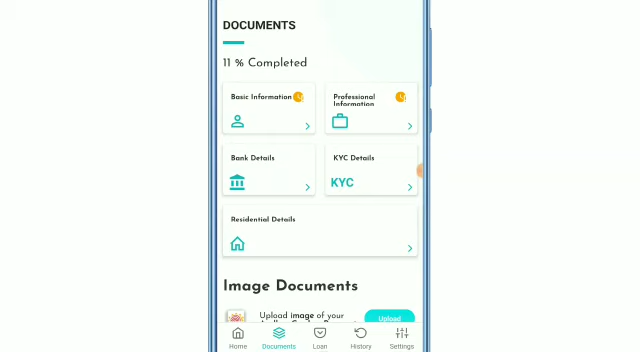 DOCUMENTS
11 % Completed
Basic Information
Professional
Information
Bank Details
KYC Details
KYC
Residential Details
Image Documents
Upload image of your
Upload
Home
Documents
Loan
History
Settings